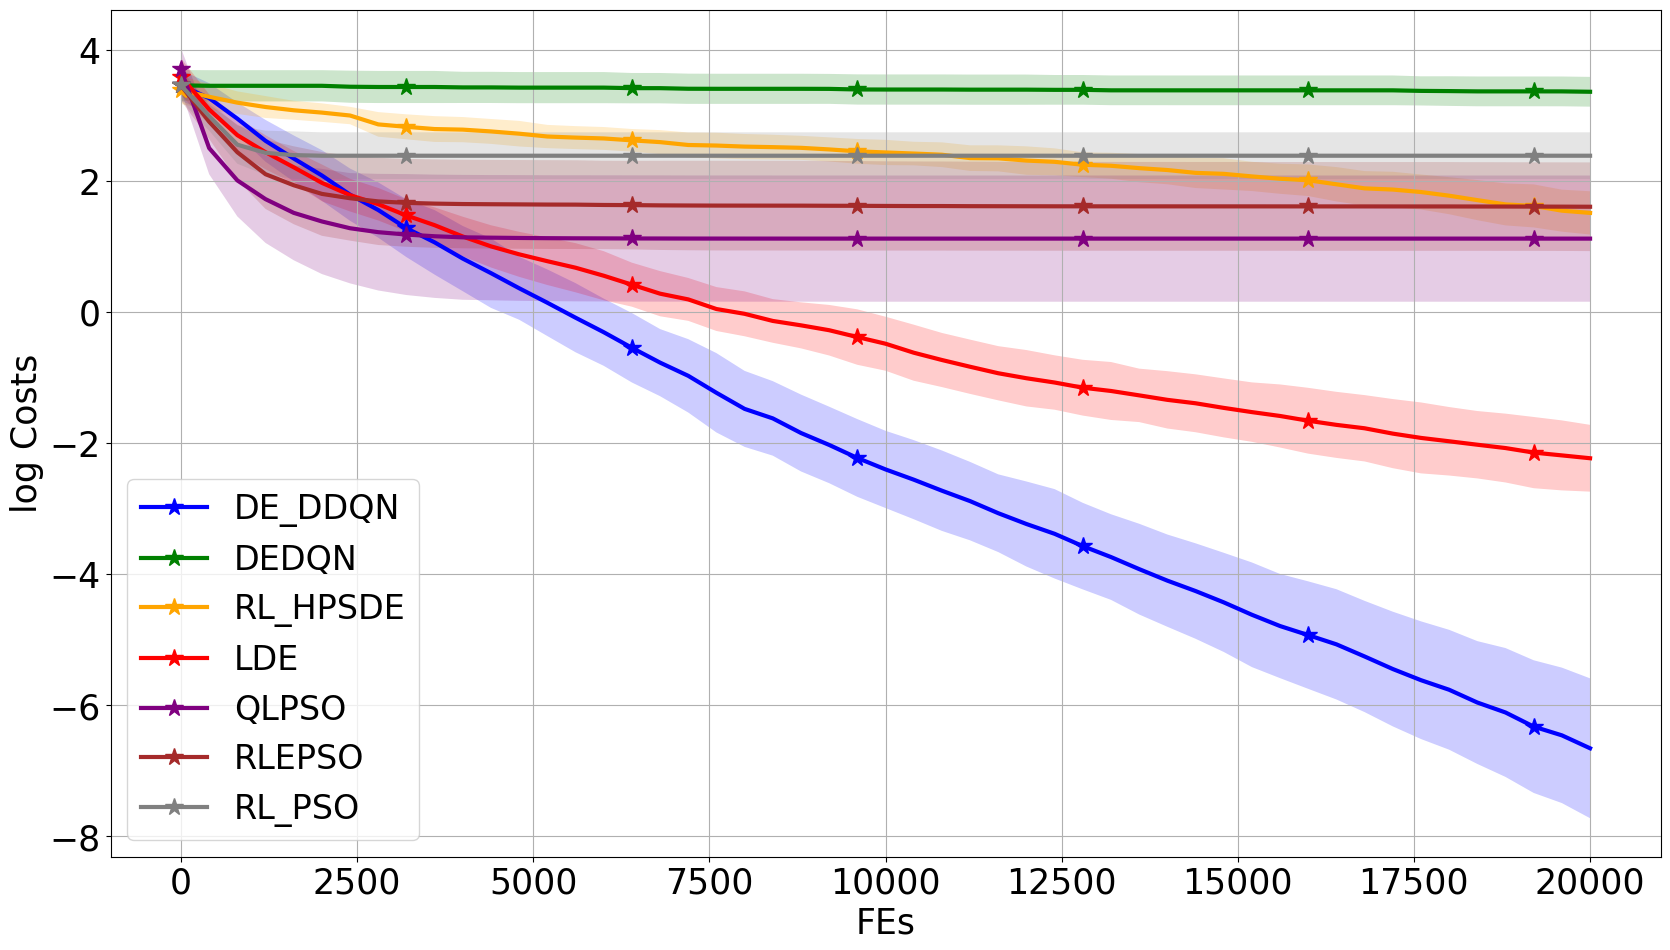 4
2
0
−2
−4
−6
−8
log Costs
DE_DDQN
DEDQN
RL_HPSDE
LDE
QLPSO
RLEPSO
RL_PSO
0 2500 5000 7500 10000 12500 15000 17500 20000
FEs